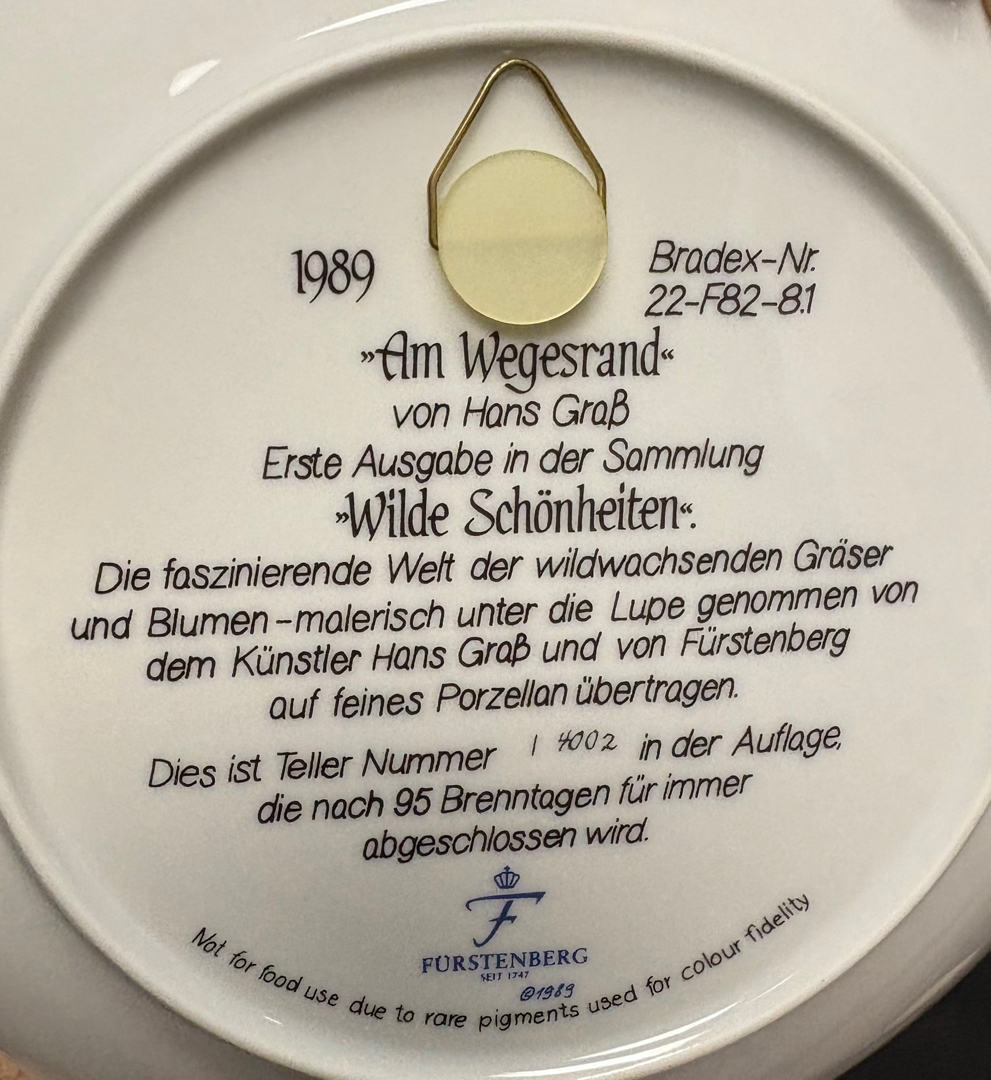 1989
Bradex-Nr.
22-F82-8.1
»Am Wegesrand«
von Hans Graß
Erste Ausgabe in der Sammlung
»Wilde Schönheiten«.
Die faszinierende Welt der wildwachsenden Gräser
und Blumen-malerisch unter die Lupe genommen von
dem Künstler Hans Graß und von Fürstenberg
auf feines Porzellan übertragen.
Dies ist Teller Nummer I 4002 in der Auflage,
die nach 95 Brenntagen für immer
abgeschlossen wird.
F
FÜRSTENBERG
SEIT 1747
©1989
Not for food use due to rare pigments used for colour fidelity